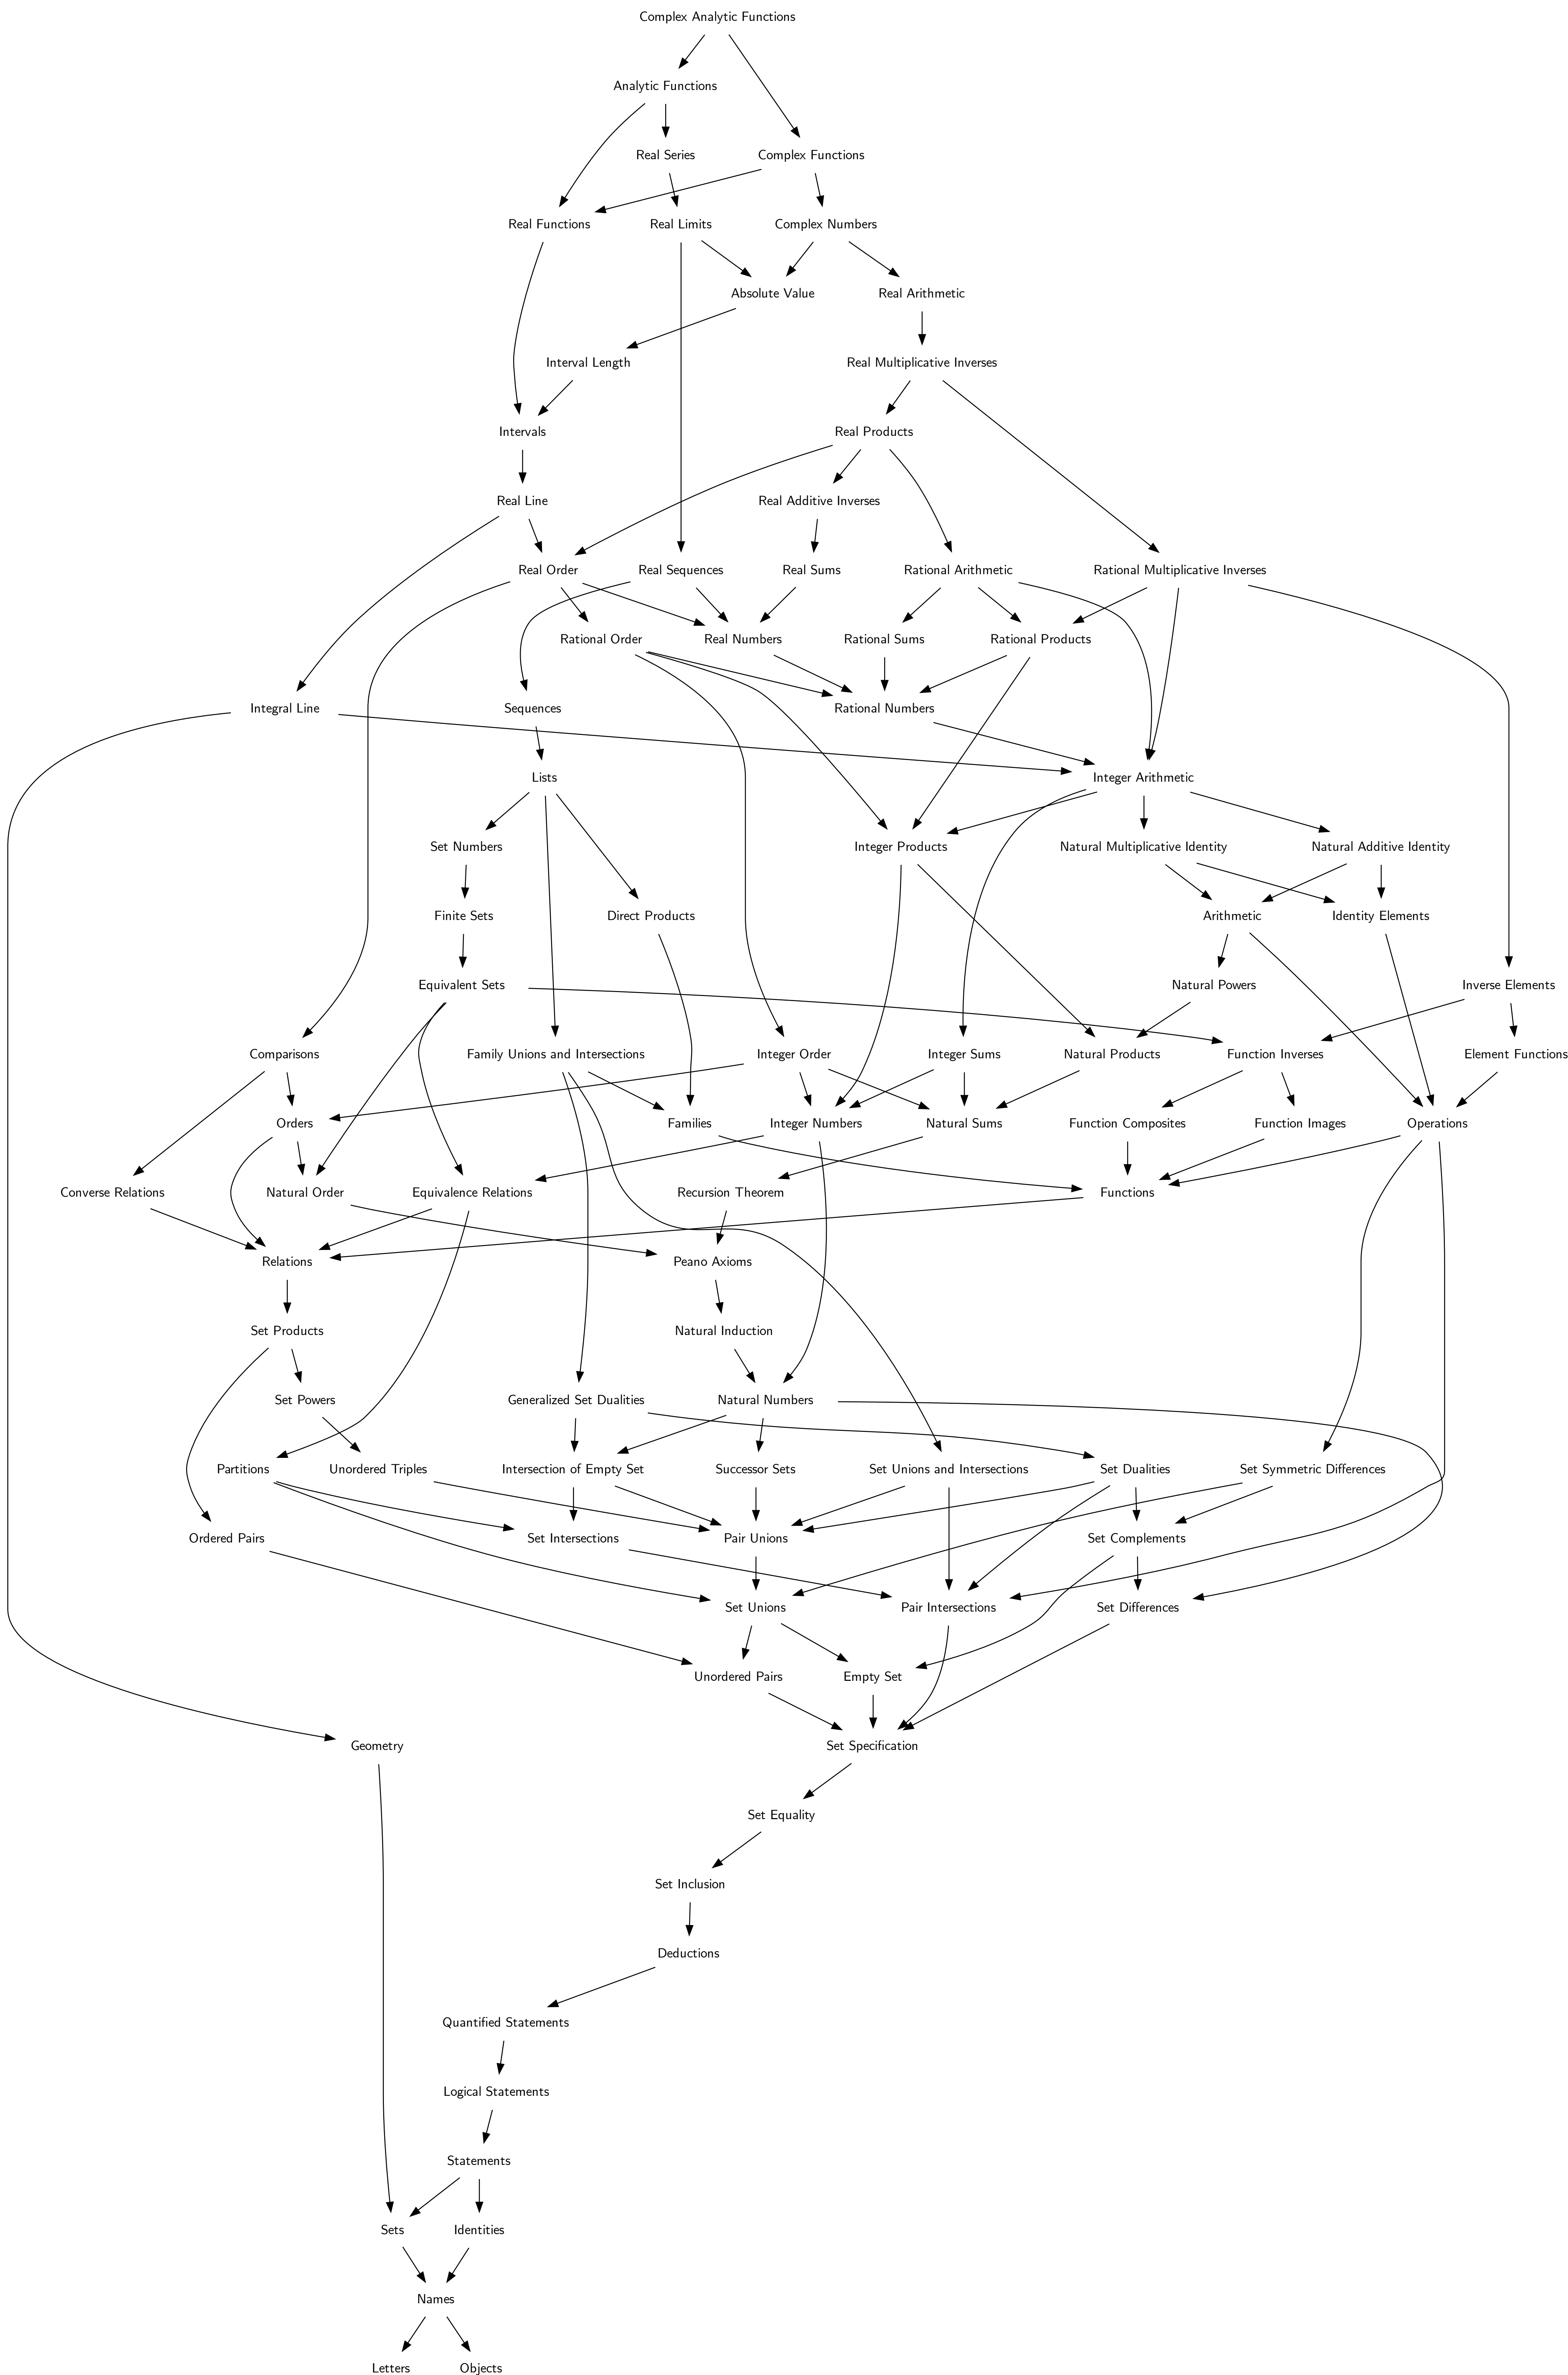 Complex Analytic Functions
Analytic Functions
Real Series
Complex Functions
Real Functions
Real Limits
Complex Numbers
Absolute Value
Real Arithmetic
Interval Length
Real Multiplicative Inverses
Intervals
Real Products
Real Line
Real Additive Inverses
Real Order
Real Sequences
Real Sums
Rational Arithmetic
Rational Multiplicative Inverses
Rational Order
Real Numbers
Rational Sums
Rational Products
Integral Line
Sequences
Rational Numbers
Lists
Integer Arithmetic
Set Numbers
Integer Products
Natural Multiplicative Identity
Natural Additive Identity
Finite Sets
Direct Products
Arithmetic
Identity Elements
Equivalent Sets
Natural Powers
Inverse Elements
Comparisons
Family Unions and Intersections
Integer Order
Integer Sums
Natural Products
Function Inverses
Element Functions
Orders
Families
Integer Numbers
Natural Sums
Function Composites
Function Images
Operations
Converse Relations
Natural Order
Equivalence Relations
Recursion Theorem
Functions
Relations
Peano Axioms
Set Products
Natural Induction
Set Powers
Generalized Set Dualities
Natural Numbers
Partitions
Unordered Triples
Intersection of Empty Set
Successor Sets
Set Unions and Intersections
Set Dualities
Set Symmetric Differences
Ordered Pairs
Set Intersections
Pair Unions
Set Complements
Set Unions
Pair Intersections
Set Differences
Unordered Pairs
Empty Set
Geometry
Set Specification
Set Equality
Set Inclusion
Deductions
Quantified Statements
Logical Statements
Statements
Sets
Identities
Names
Letters
Objects